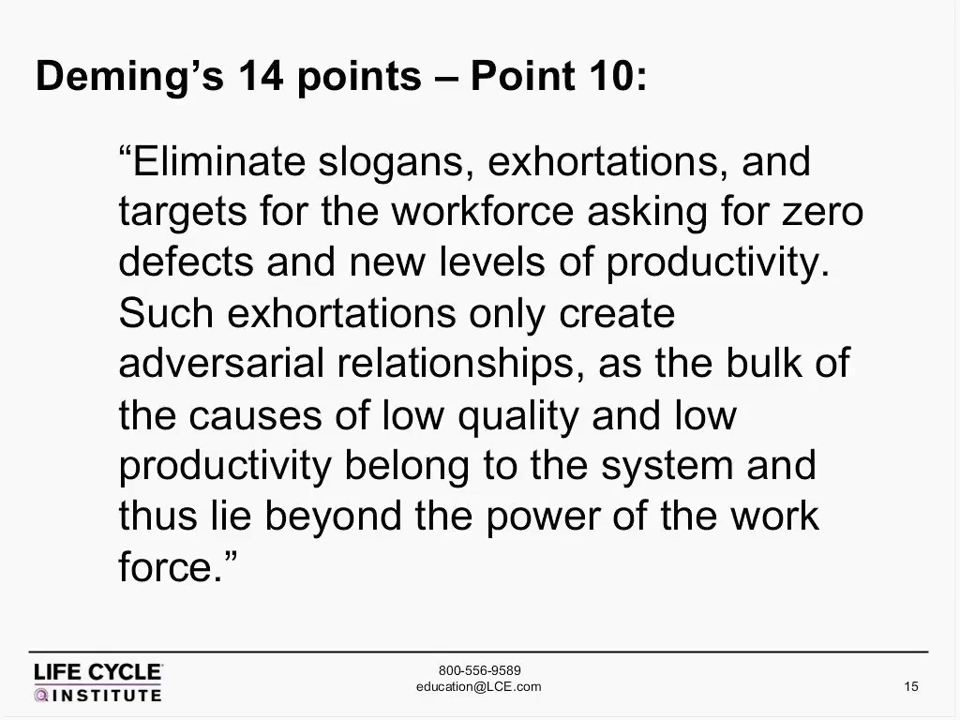 Deming’s 14 points – Point 10:
“Eliminate slogans, exhortations, and
targets for the workforce asking for zero
defects and new levels of productivity.
Such exhortations only create
adversarial relationships, as the bulk of
the causes of low quality and low
productivity belong to the system and
thus lie beyond the power of the work
force.”
LIFE CYCLE
INSTITUTE
800-556-9589
education@LCE.com
15